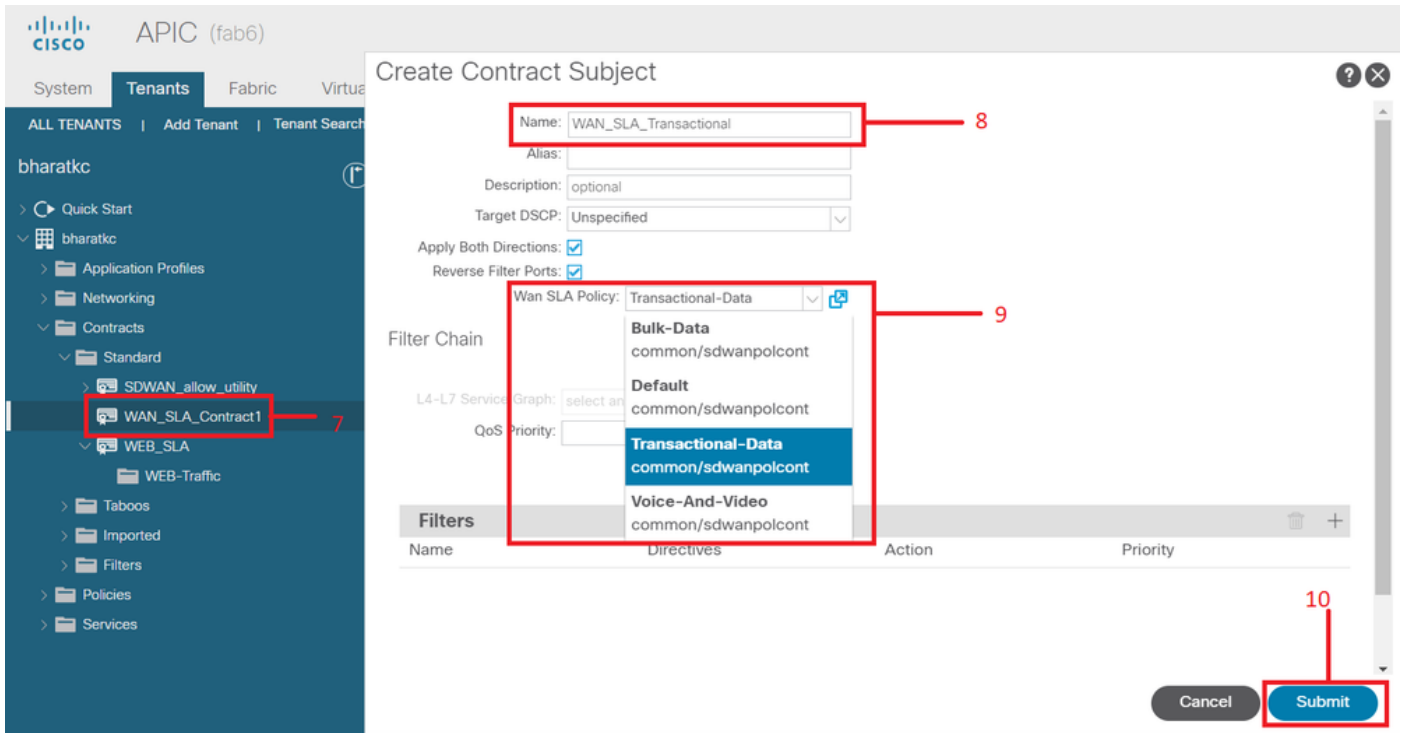 CISCO
APIC (fab6)
System Tenants Fabric Virtua
ALL TENANTS | Add Tenant | Tenant Search
bharatkc
Quick Start
bharatkc
Application Profiles
Networking
Contracts
Standard
SDWAN_allow_utility
WAN_SLA_Contract1
7
WEB_SLA
WEB-Traffic
Taboos
Imported
Filters
Policies
Services
Create Contract Subject
Name: WAN_SLA_Transactional
8
Alias:
Description: optional
Target DSCP: Unspecified
Apply Both Directions:
Reverse Filter Ports:
Wan SLA Policy: Transactional-Data
9
Bulk-Data
common/sdwanpolcont
Default
common/sdwanpolcont
Transactional-Data
common/sdwanpolcont
Voice-And-Video
common/sdwanpolcont
Filter Chain
L4-L7 Service Graph: select an
QoS Priority:
Filters
Name Directives Action Priority
10
Cancel Submit